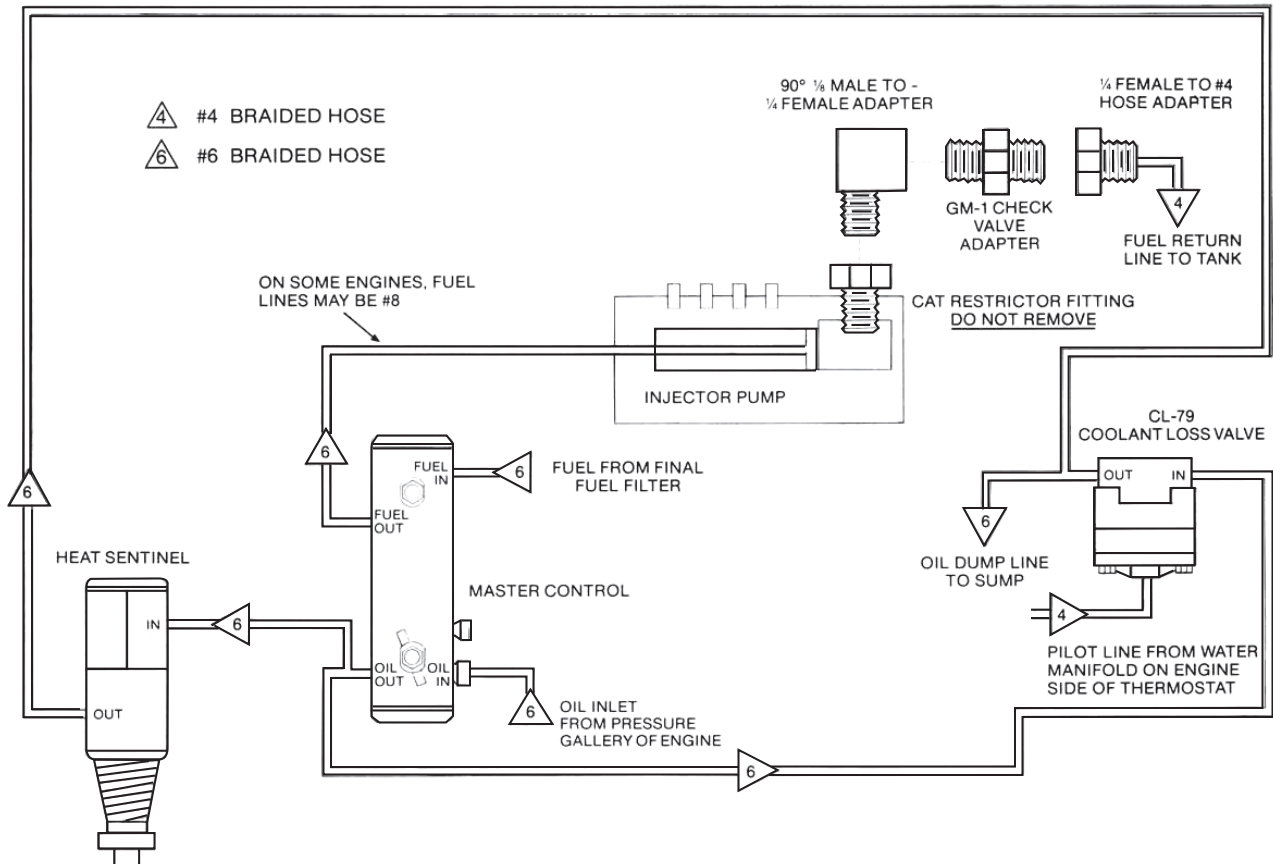 4 #4 BRAIDED HOSE
6 #6 BRAIDED HOSE
90° ⅛ MALE TO -
¼ FEMALE ADAPTER
¼ FEMALE TO #4
HOSE ADAPTER
GM-1 CHECK
VALVE
ADAPTER
4
FUEL RETURN
LINE TO TANK
ON SOME ENGINES, FUEL
LINES MAY BE #8
CAT RESTRICTOR FITTING
DO NOT REMOVE
INJECTOR PUMP
CL-79
COOLANT LOSS VALVE
OUT
IN
6
FUEL
IN
6
FUEL FROM FINAL
FUEL FILTER
6
FUEL
OUT
6
OIL DUMP LINE
TO SUMP
HEAT SENTINEL
MASTER CONTROL
IN
6
4
PILOT LINE FROM WATER
MANIFOLD ON ENGINE
SIDE OF THERMOSTAT
OIL
OUT
OIL
IN
OUT
6
OIL INLET
FROM PRESSURE
GALLERY OF ENGINE
6